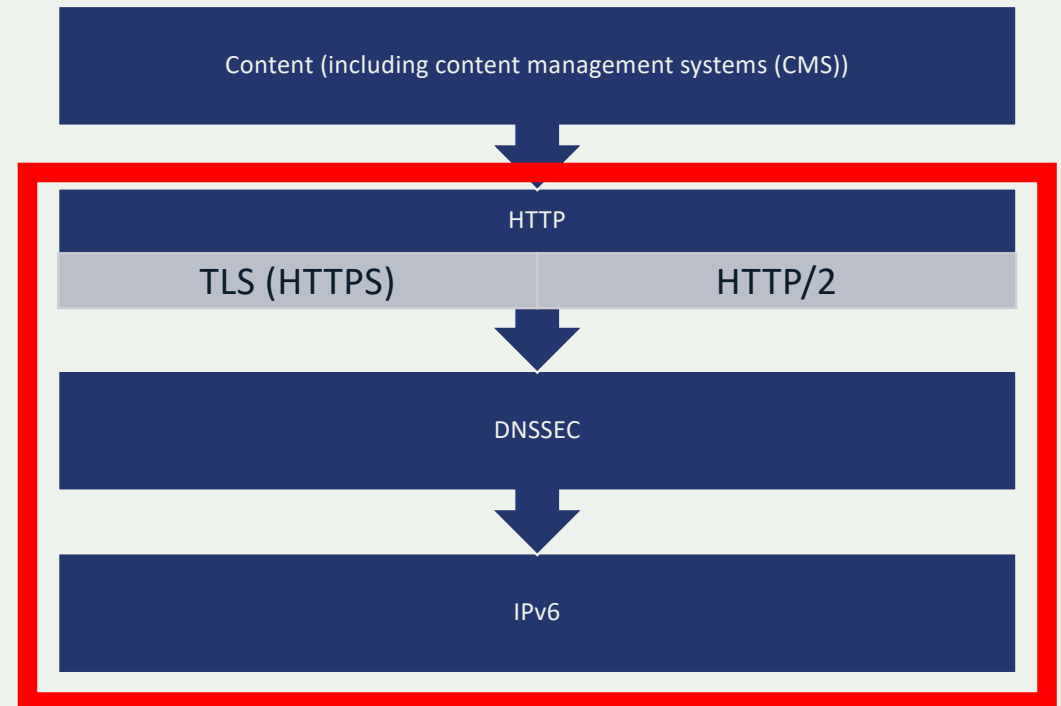 Content (including content management systems (CMS))
HTTP
TLS (HTTPS)
HTTP/2
DNSSEC
IPv6